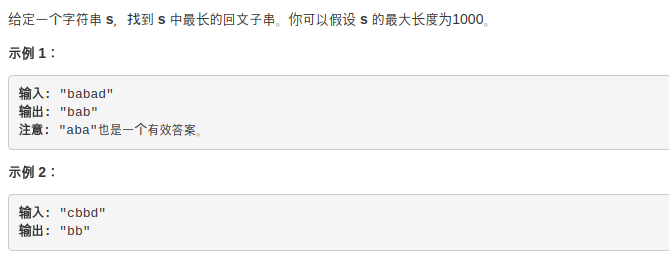 给定一个字符串 s，找到 s 中最长的回文子串。你可以假设 s 的最大长度为1000。
示例 1：
输入: "babad"
输出: "bab"
注意: "aba"也是一个有效答案。
示例 2：
输入: "cbbd"
输出: "bb"